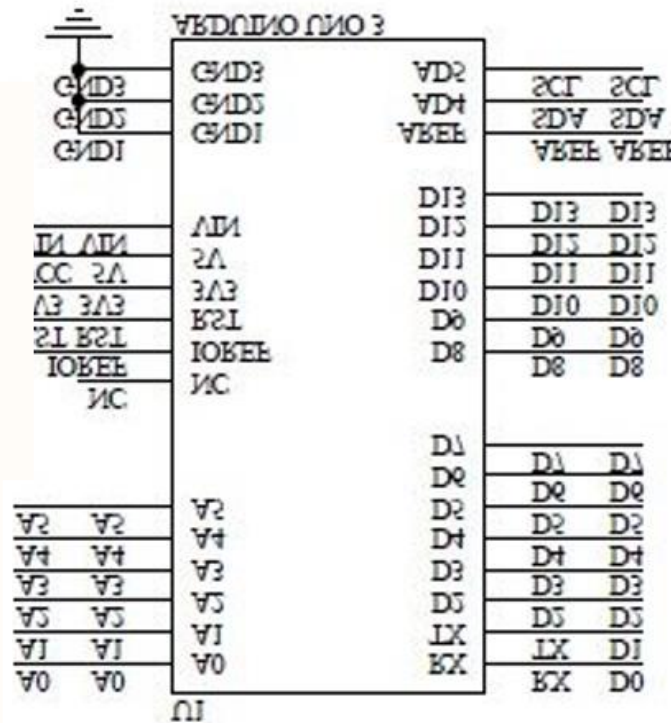 ARDUINO UNO 3
GND3 GND3 AD5 SCL SCL
GND2 GND2 AD4 SDA SDA
GND1 GND1 AREF AREF AREF
D13 D13 D13
VIN VIN D12 D12 D12
5V 5V D11 D11 D11
3V3 3V3 D10 D10 D10
RST RST D9 D9 D9
IOREF IOREF D8 D8 D8
NC NC
D7 D7 D7
D6 D6 D6
A5 A5 A5 D5 D5 D5
A4 A4 A4 D4 D4 D4
A3 A3 A3 D3 D3 D3
A2 A2 A2 D2 D2 D2
A1 A1 A1 TX TX D1
A0 A0 A0 RX RX D0
U1